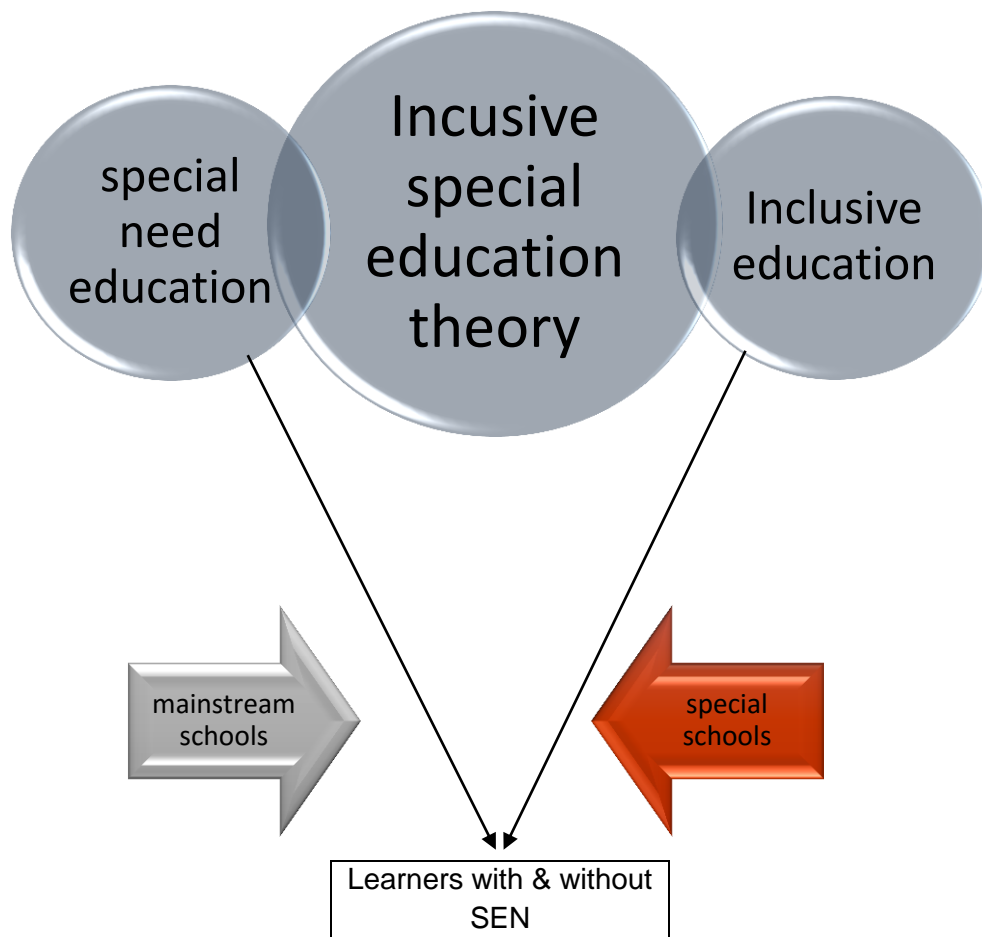 special
need
education
Incusive
special
education
theory
Inclusive
education
mainstream
schools
special
schools
Learners with & without
SEN